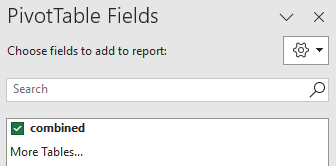 PivotTable Fields
Choose fields to add to report:
Search
combined
More Tables...